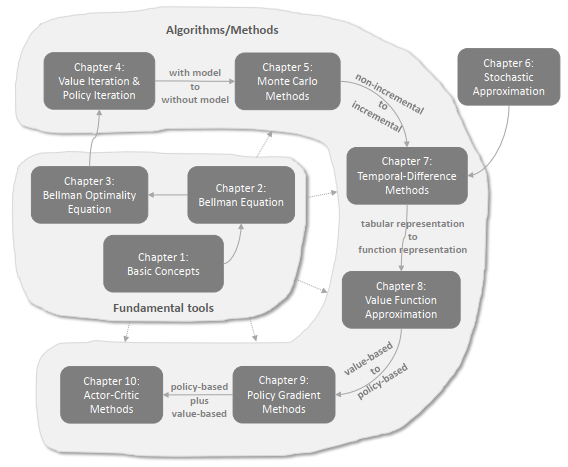 Algorithms/Methods
Chapter 4:
Value Iteration &
Policy Iteration
with model
to
without model
Chapter 5:
Monte Carlo
Methods
non-incremental
to
incremental
Chapter 6:
Stochastic
Approximation
Chapter 3:
Bellman Optimality
Equation
Chapter 2:
Bellman Equation
Chapter 1:
Basic Concepts
Fundamental tools
Chapter 7:
Temporal-Difference
Methods
tabular representation
to
function representation
Chapter 8:
Value Function
Approximation
value-based
to
policy-based
Chapter 9:
Policy Gradient
Methods
policy-based
plus
value-based
Chapter 10:
Actor-Critic
Methods